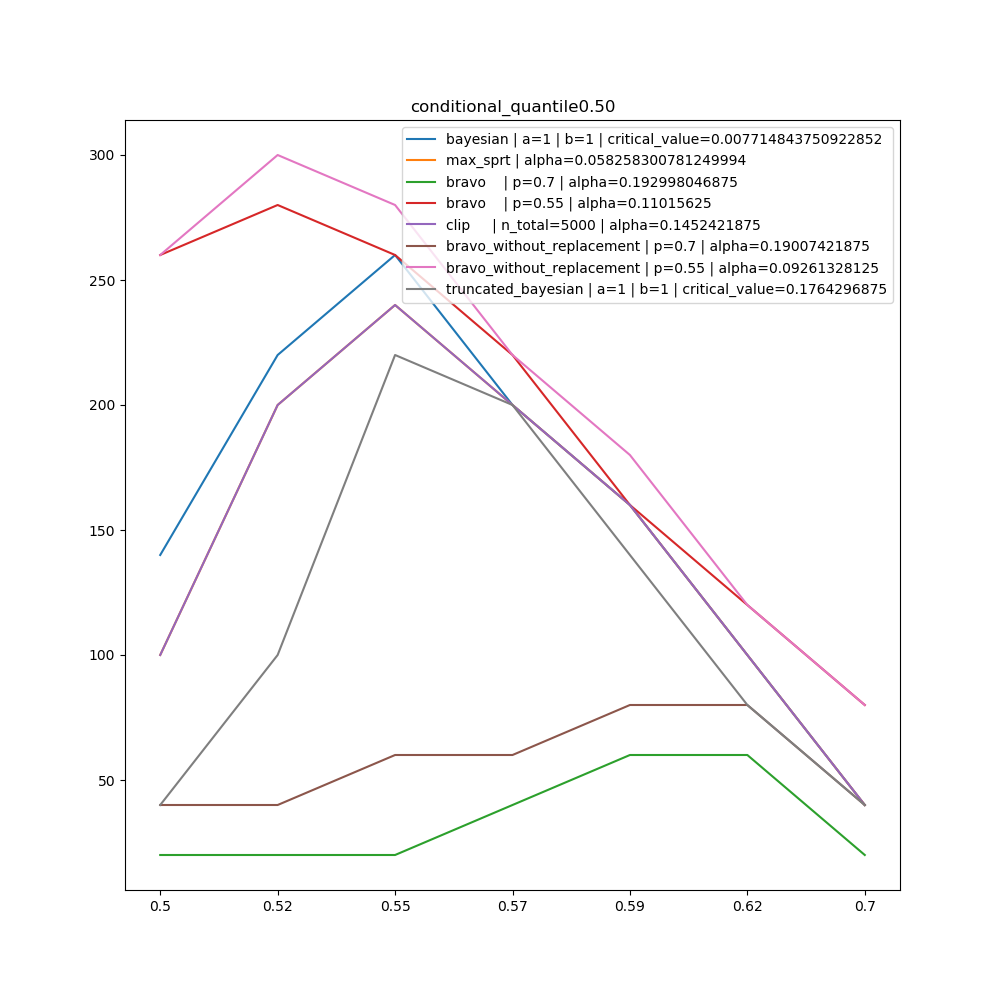 conditional_quantile0.50
bayesian | a=1 | b=1 | critical_value=0.007714843750922852
max_sprt | alpha=0.058258300781249994
bravo    | p=0.7 | alpha=0.192998046875
bravo    | p=0.55 | alpha=0.11015625
clip     | n_total=5000 | alpha=0.1452421875
bravo_without_replacement | p=0.7 | alpha=0.19007421875
bravo_without_replacement | p=0.55 | alpha=0.09261328125
truncated_bayesian | a=1 | b=1 | critical_value=0.1764296875
300
250
200
150
100
50
0.5 0.52 0.55 0.57 0.59 0.62 0.7